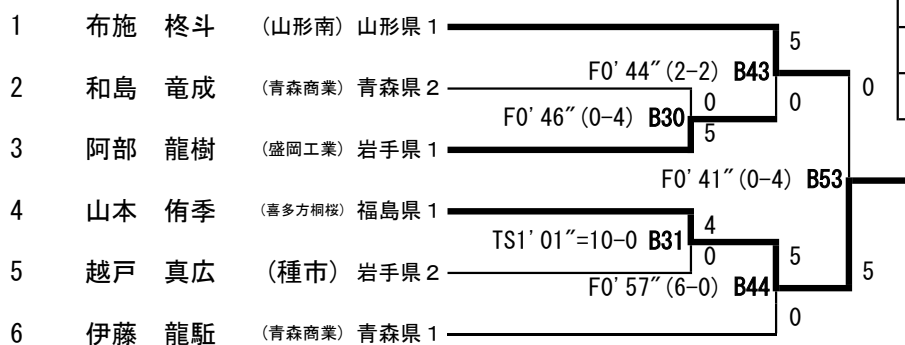 1 布施 柊斗 (山形南) 山形県 1
5
F0'44″(2-2) B43
2 和島 竜成 (青森商業) 青森県 2
0
0
0
F0'46″(0-4) B30
5
3 阿部 龍樹 (盛岡工業) 岩手県 1
F0'41″(0-4) B53
4 山本 侑季 (喜多方桐桜) 福島県 1
4
TS1'01″=10-0 B31
0
5
5 越戸 真広 (種市) 岩手県 2
5
F0'57″(6-0) B44
0
6 伊藤 龍駈 (青森商業) 青森県 1